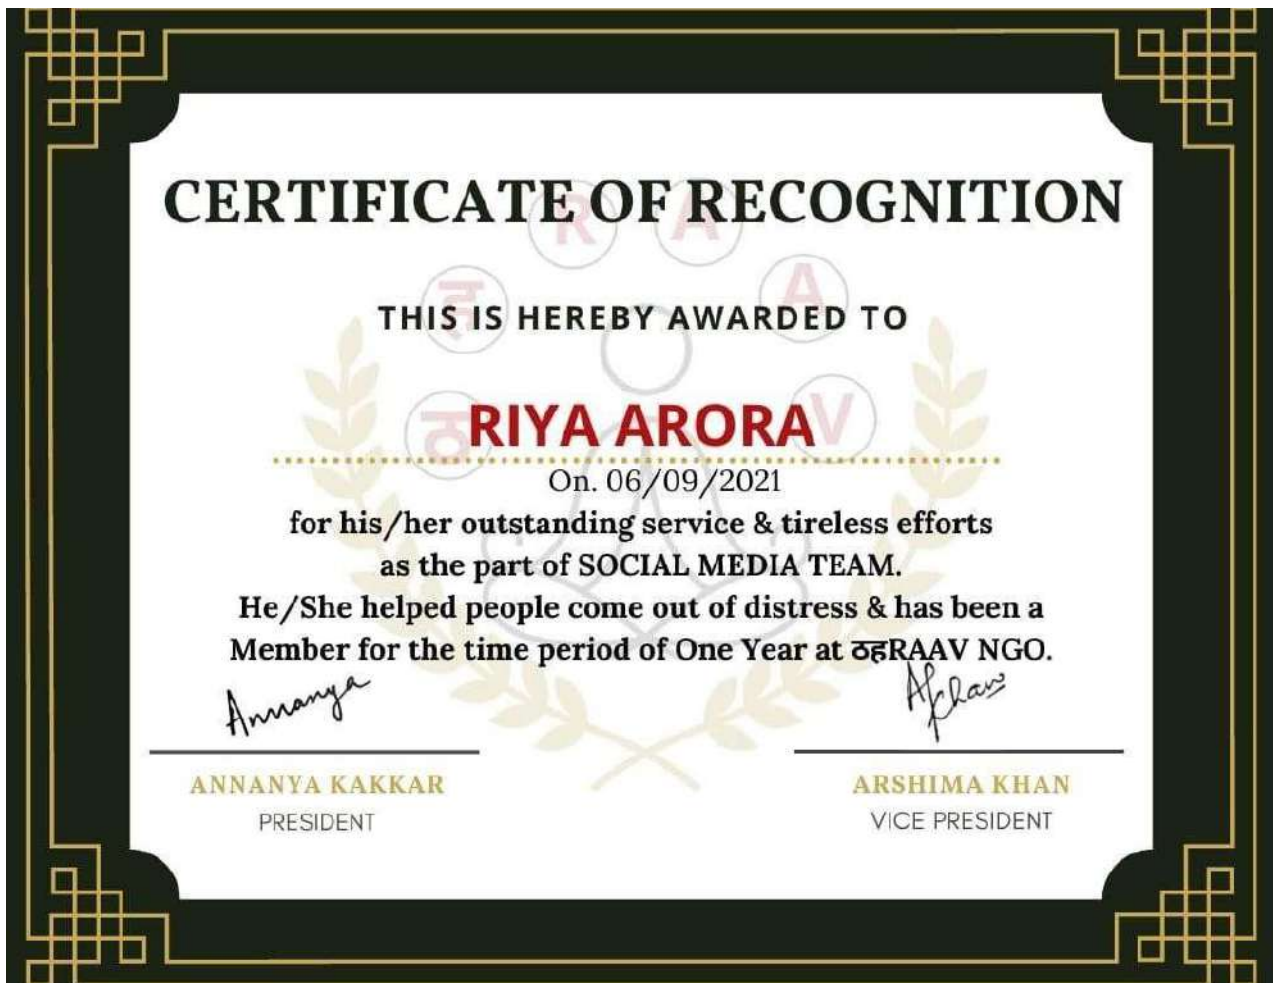 CERTIFICATE OF RECOGNITION
THIS IS HEREBY AWARDED TO
RIYA ARORA
On. 06/09/2021
for his/her outstanding service & tireless efforts
as the part of SOCIAL MEDIA TEAM.
He/She helped people come out of distress & has been a
Member for the time period of One Year at ठहRAAV NGO.
Annanya
AKhan
ANNANYA KAKKAR
ARSHIMA KHAN
PRESIDENT
VICE PRESIDENT
ठहRAAV